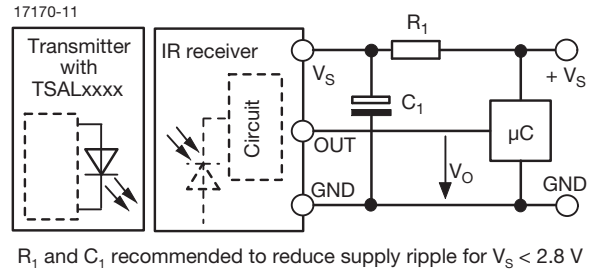 17170-11
Transmitter
with
TSALxxxx
IR receiver
Circuit
V_S
OUT
GND
R_1
C_1
V_O
+ V_S
µC
GND
R_1 and C_1 recommended to reduce supply ripple for V_S < 2.8 V